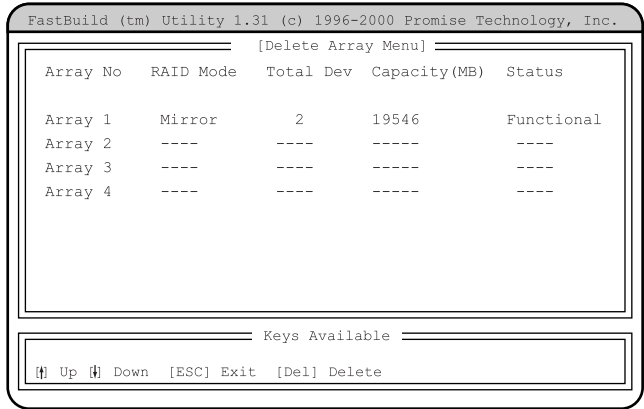 FastBuild (tm) Utility 1.31 (c) 1996-2000 Promise Technology, Inc.
[Delete Array Menu]
Array No RAID Mode Total Dev Capacity(MB) Status
Array 1 Mirror 2 19546 Functional
Array 2 ---- ---- ----- ----
Array 3 ---- ---- ----- ----
Array 4 ---- ---- ----- ----
Keys Available
[↑] Up [↓] Down [ESC] Exit [Del] Delete